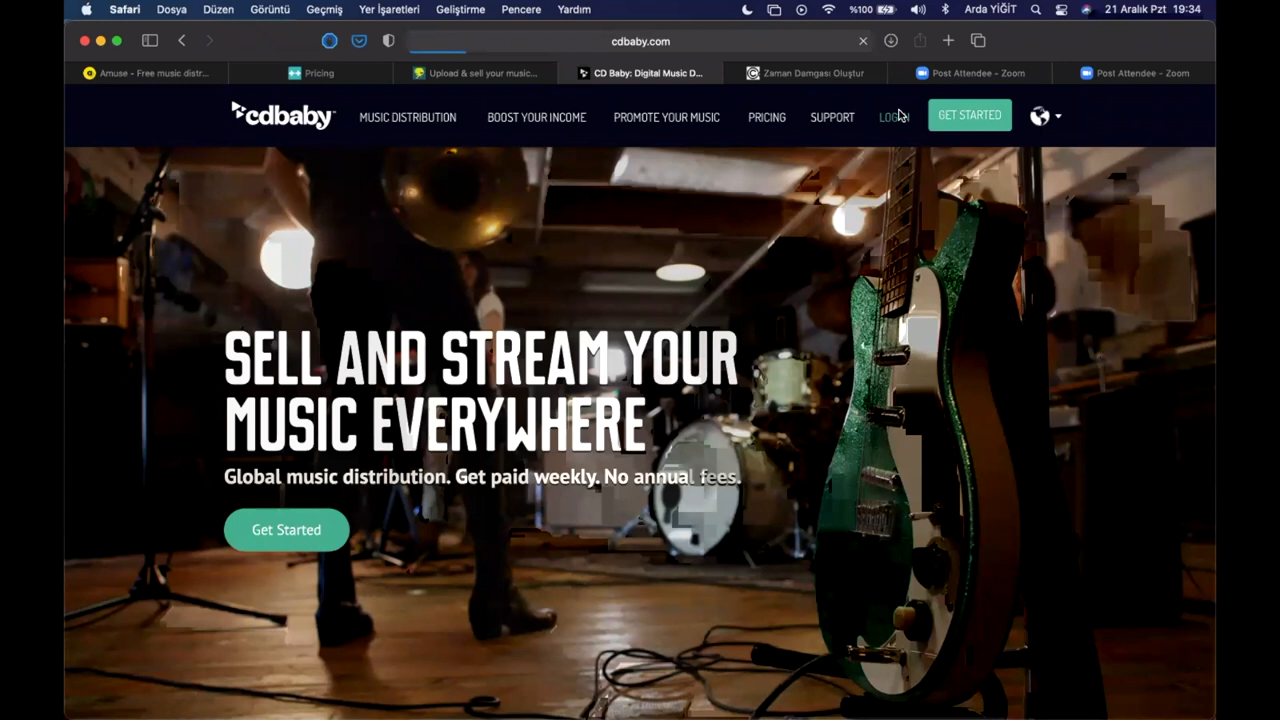 Safari Dosya Düzen Görüntü Geçmiş Yer İşaretleri Geliştirme Pencere Yardım %100 Arda YİĞİT 21 Aralık Pzt 19:34
cdbaby.com
Amuse - Free music distr... Pricing Upload & sell your music... CD Baby: Digital Music D... Zaman Damgası Oluştur Post Attendee - Zoom Post Attendee - Zoom
cdbaby MUSIC DISTRIBUTION BOOST YOUR INCOME PROMOTE YOUR MUSIC PRICING SUPPORT LOGIN GET STARTED
SELL AND STREAM YOUR
MUSIC EVERYWHERE
Global music distribution. Get paid weekly. No annual fees.
Get Started